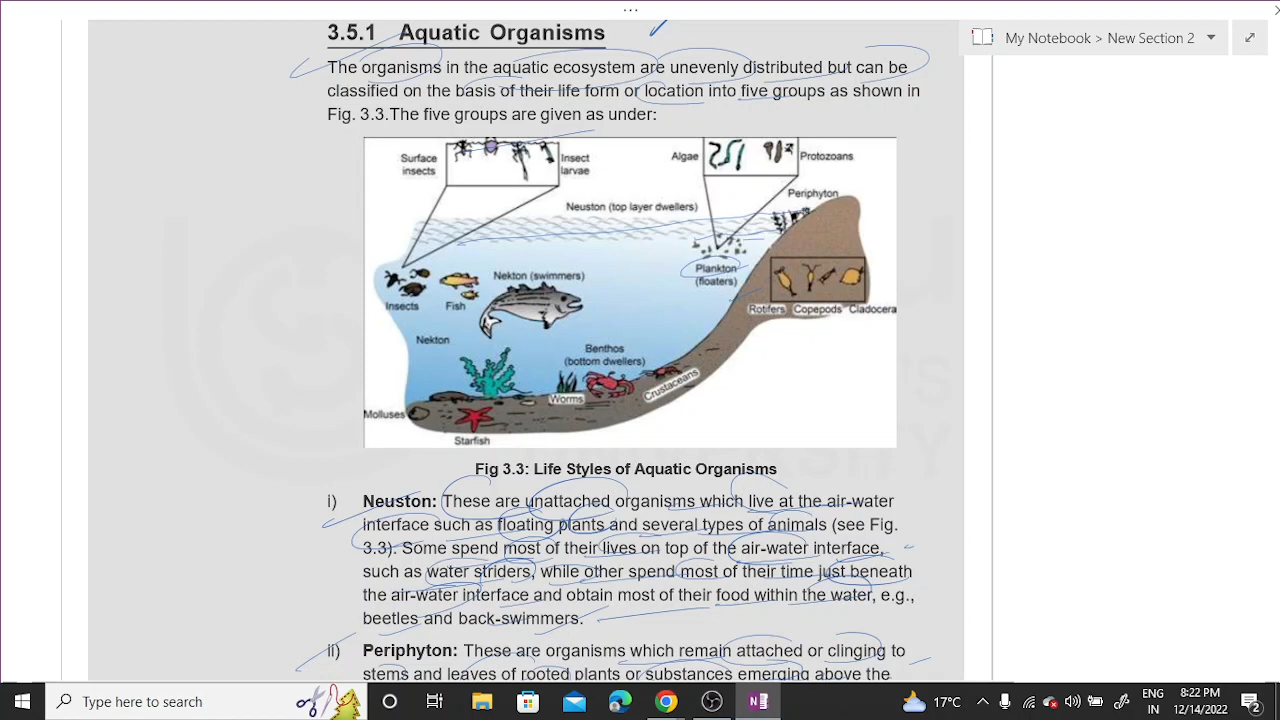 ...
My Notebook > New Section 2
3.5.1 Aquatic Organisms
The organisms in the aquatic ecosystem are unevenly distributed but can be
classified on the basis of their life form or location into five groups as shown in
Fig. 3.3.The five groups are given as under:
Surface
insects
Insect
larvae
Algae
Protozoans
Periphyton
Neuston (top layer dwellers)
Plankton
(floaters)
Nekton (swimmers)
Insects
Fish
Rotifers Copepods Cladocera
Nekton
Benthos
(bottom dwellers)
Crustaceans
Worms
Molluses
Starfish
Fig 3.3: Life Styles of Aquatic Organisms
i) Neuston: These are unattached organisms which live at the air-water
interface such as floating plants and several types of animals (see Fig.
3.3). Some spend most of their lives on top of the air-water interface,
such as water striders, while other spend most of their time just beneath
the air-water interface and obtain most of their food within the water, e.g.,
beetles and back-swimmers.
ii) Periphyton: These are organisms which remain attached or clinging to
stems and leaves of rooted plants or substances emerging above the
Type here to search
17°C
ENG
IN
8:22 PM
12/14/2022
2